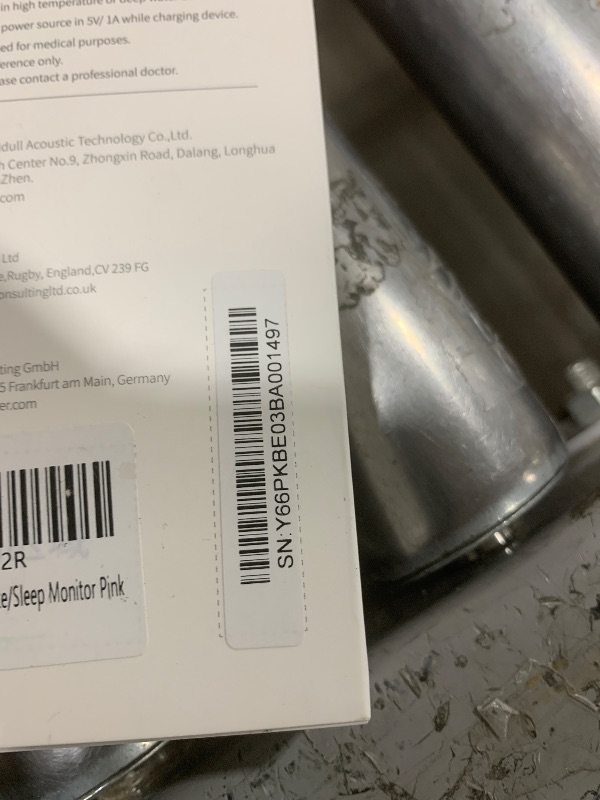 in high temperature or deep
power source in 5V/ 1A while charging device.
ed for medical purposes.
erence only.
ase contact a professional doctor.
dull Acoustic Technology Co.,Ltd.
h Center No.9, Zhongxin Road, Dalang, Longhua
Zhen.
com
Ltd
e,Rugby, England,CV 239 FG
onsultingltd.co.uk
ting GmbH
5 Frankfurt am Main, Germany
er.com
2R
e/Sleep Monitor Pink
SN:Y66PKBE03BA001497